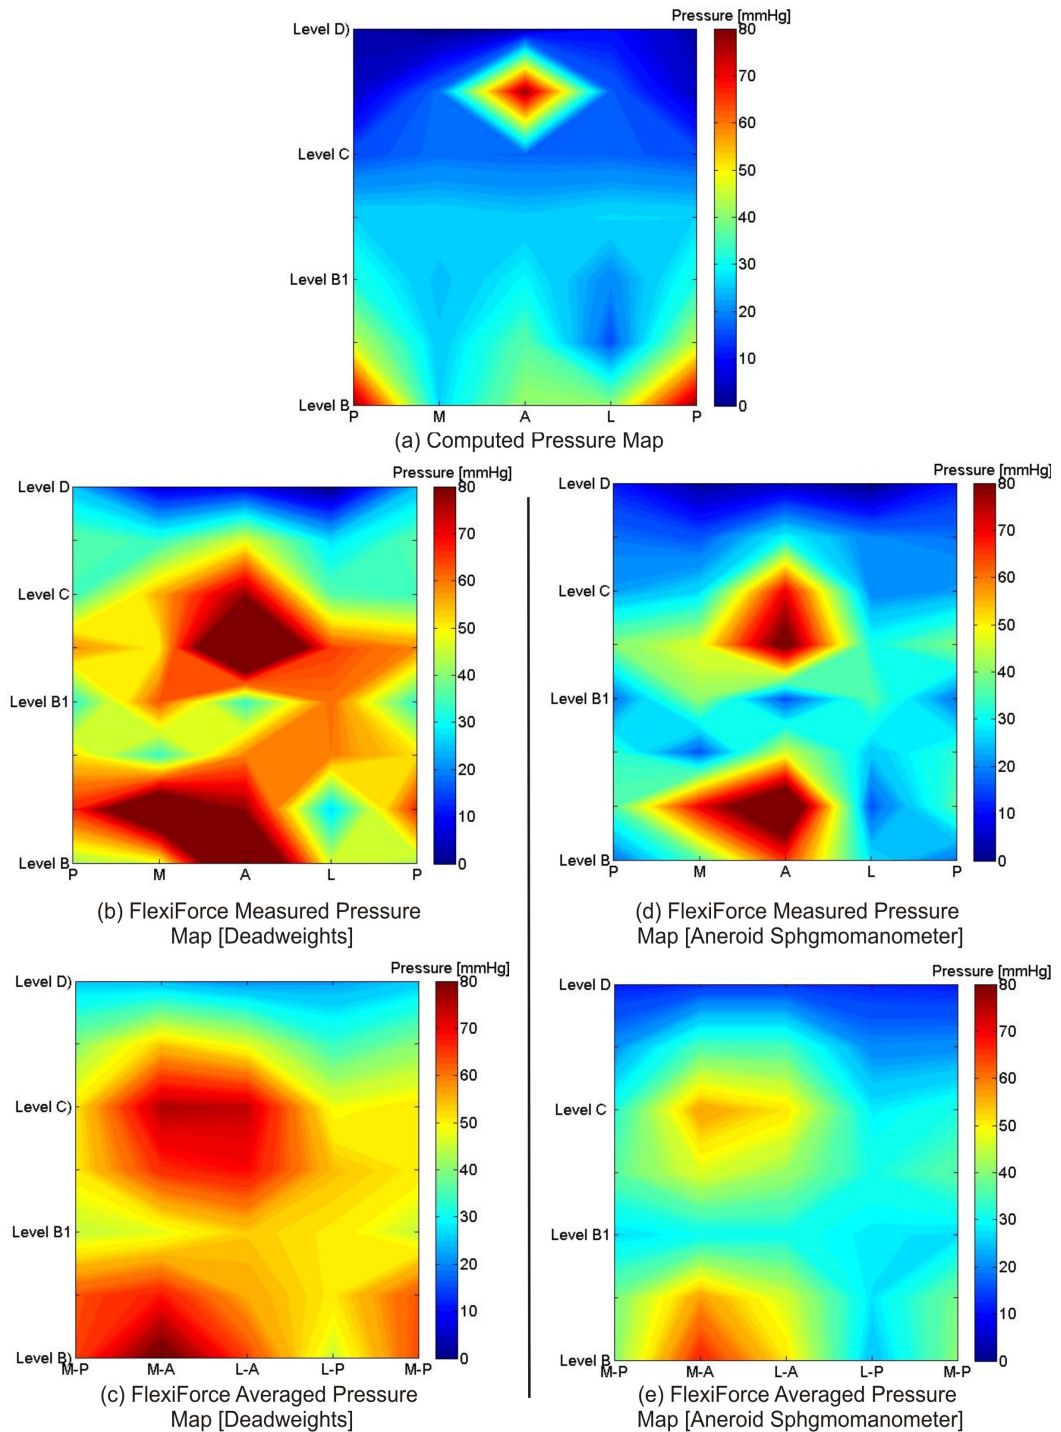 Pressure [mmHg]
Level D)
Level C
Level B1
Level B
P M A L P
80
70
60
50
40
30
20
10
0
(a) Computed Pressure Map
Pressure [mmHg]
Level D
Level C
Level B1
Level B
P M A L P
80
70
60
50
40
30
20
10
0
(b) FlexiForce Measured Pressure
Map [Deadweights]
Pressure [mmHg]
Level D
Level C
Level B1
Level B
P M A L P
80
70
60
50
40
30
20
10
0
(d) FlexiForce Measured Pressure
Map [Aneroid Sphgmomanometer]
Pressure [mmHg]
Level D)
Level C)
Level B1
Level B)
M-P M-A L-A L-P M-P
80
70
60
50
40
30
20
10
0
(c) FlexiForce Averaged Pressure
Map [Deadweights]
Pressure [mmHg]
Level D
Level C
Level B1
Level B
M-P M-A L-A L-P M-P
80
70
60
50
40
30
20
10
0
(e) FlexiForce Averaged Pressure
Map [Aneroid Sphgmomanometer]